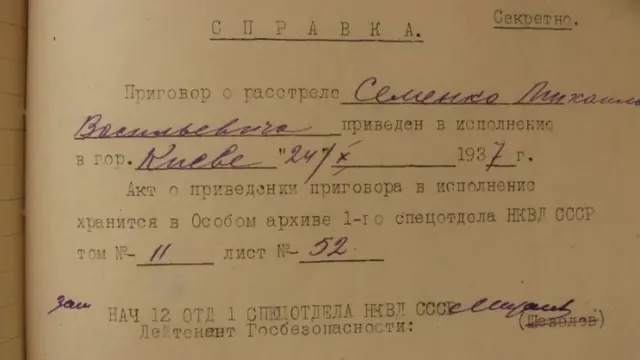 Секретно.
СПРАВКА.
Приговор о расстреле Семенко Михаила
Васильевича приведен в исполнение
в гор. Киеве "24/X 1937 г.
Акт о приведении приговора в исполнение
хранится в Особом архиве 1-го спецотдела НКВД СССР
том №- 11 лист №- 52
зам НАЧ 12 ОТД 1 СПЕЦОТДЕЛА НКВД СССР
Лейтенант Госбезопасности: (Шевелев)